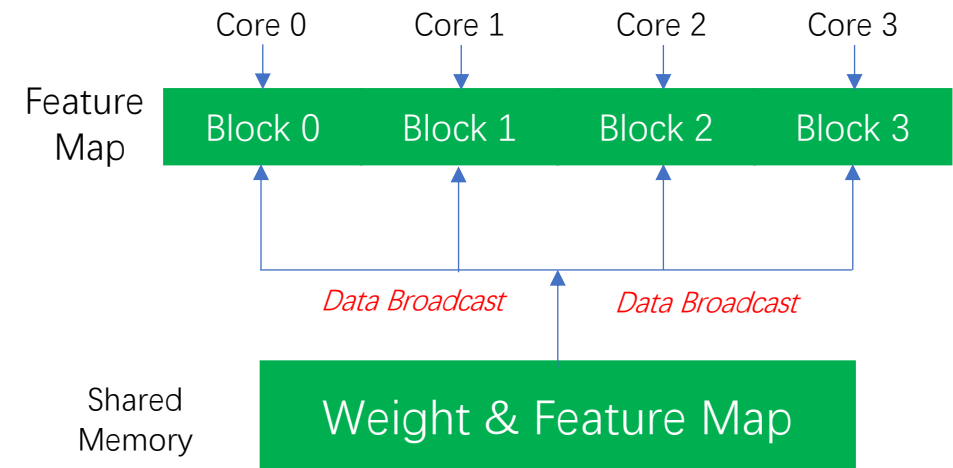 Core 0 Core 1 Core 2 Core 3
Feature
Map
Block 0 Block 1 Block 2 Block 3
Data Broadcast Data Broadcast
Shared
Memory
Weight & Feature Map